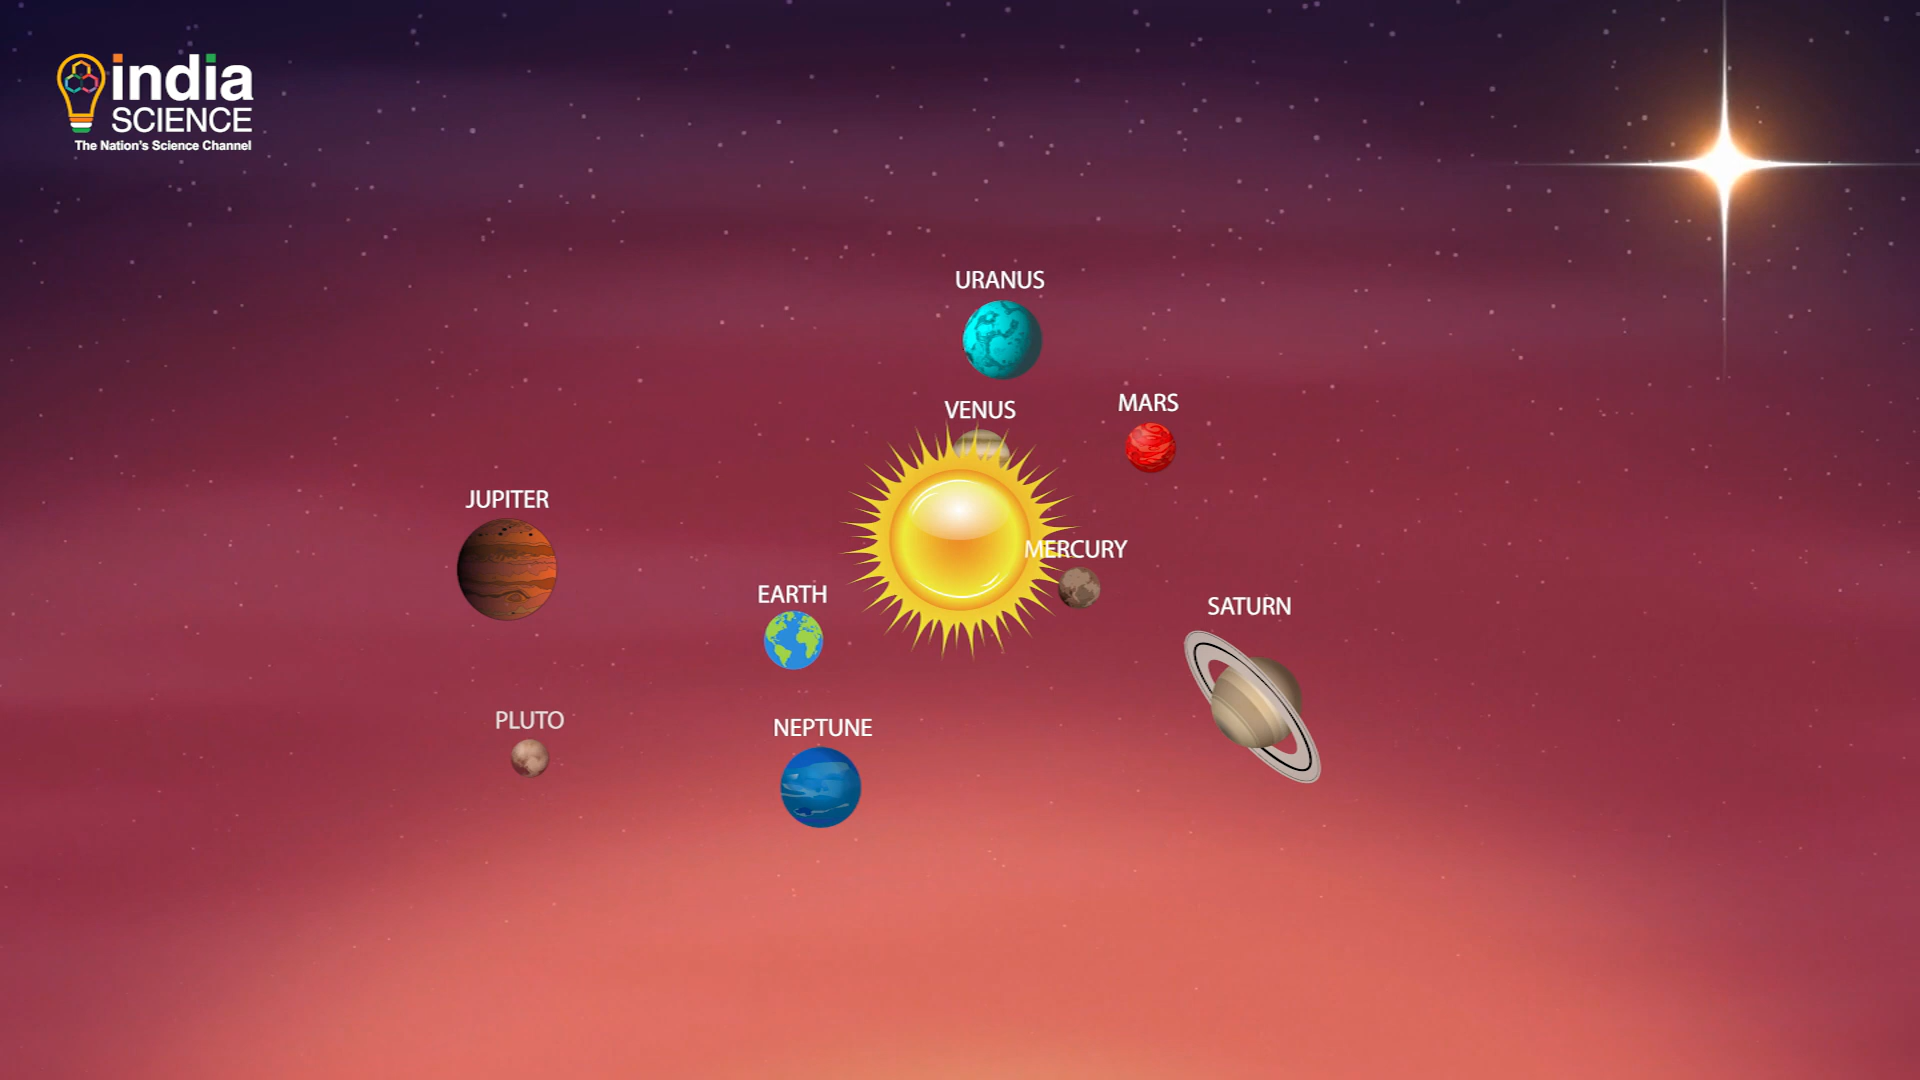 india
SCIENCE
The Nation's Science Channel
URANUS
VENUS
MARS
JUPITER
MERCURY
EARTH
SATURN
PLUTO
NEPTUNE